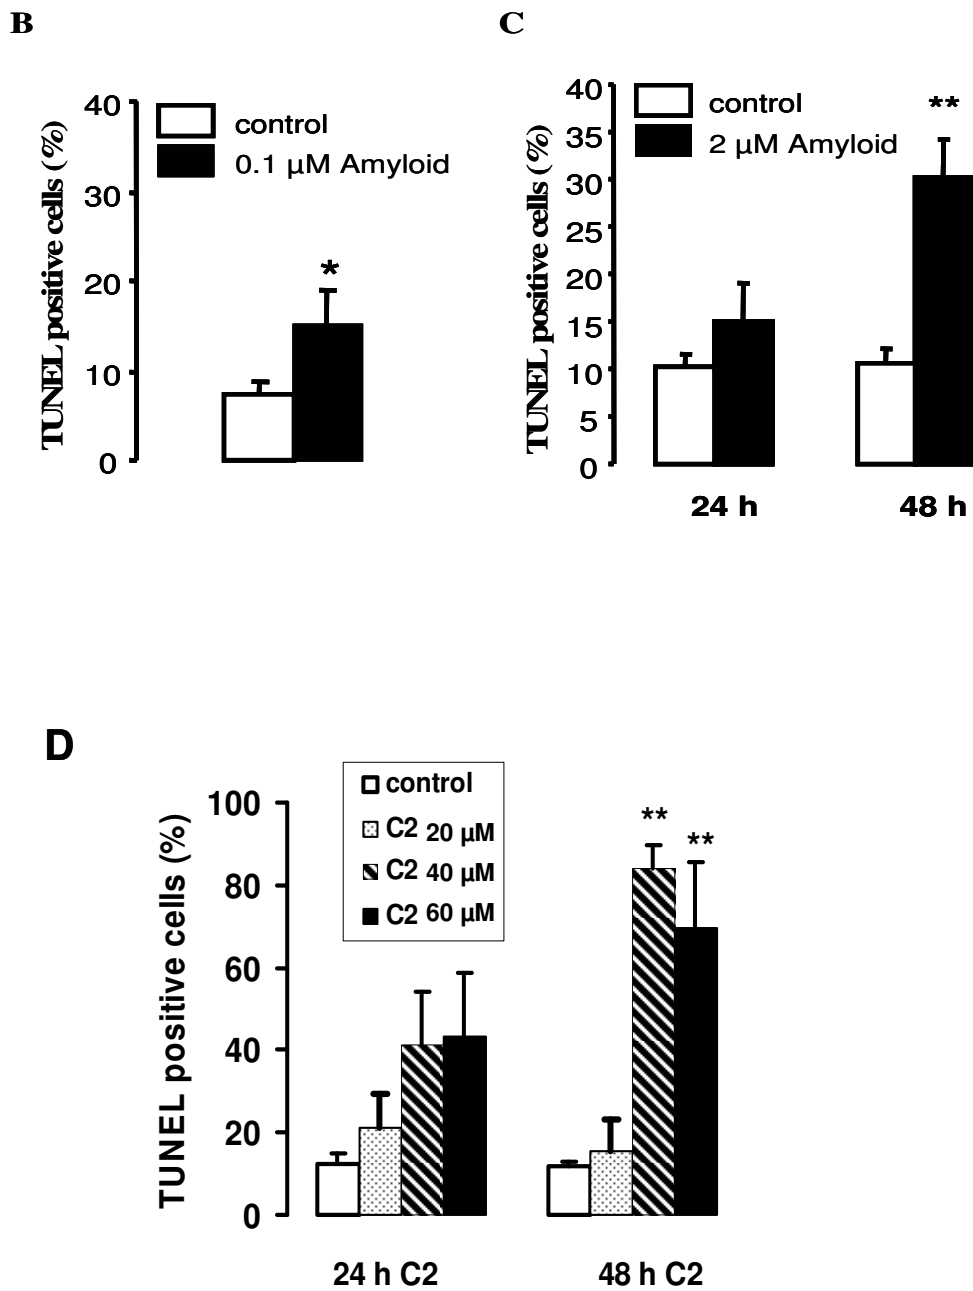 B
TUNEL positive cells (%)
40
30
20
10
0
control
0.1 µM Amyloid
*
C
TUNEL positive cells (%)
40
35
30
25
20
15
10
5
0
control
2 µM Amyloid
**
24 h
48 h
D
TUNEL positive cells (%)
100
80
60
40
20
0
control
C2 20 µM
C2 40 µM
C2 60 µM
**
**
24 h C2
48 h C2